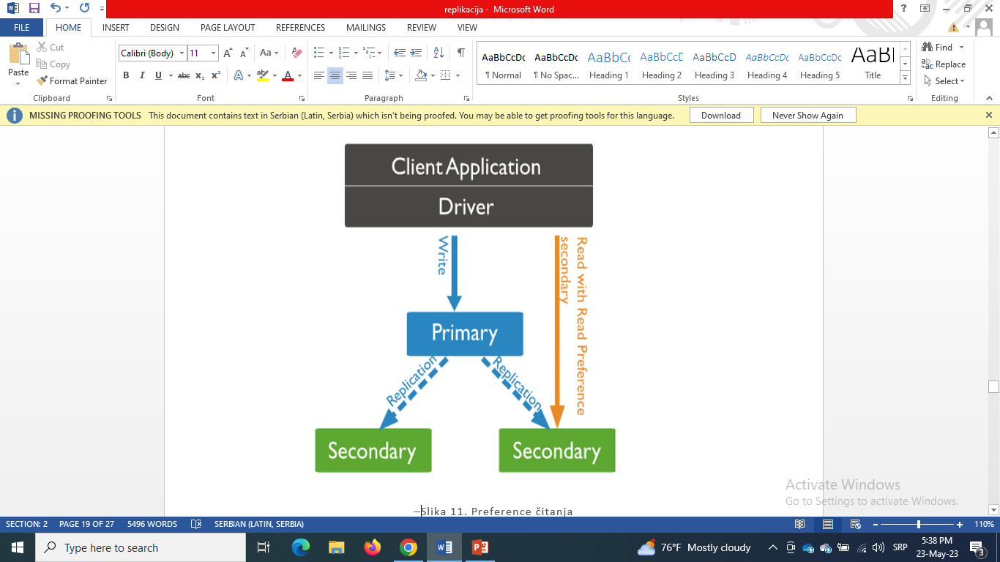 replikacija - Microsoft Word
FILE HOME INSERT DESIGN PAGE LAYOUT REFERENCES MAILINGS REVIEW VIEW
Paste
Cut
Copy
Format Painter
Clipboard
Calibri (Body) 11
Font
Paragraph
AaBbCcDc AaBbCcDc AaBbCc AaBbCcD AaBbCcD AaBbCcDc AaBbCcDc AaBl
¶ Normal ¶ No Spac... Heading 1 Heading 2 Heading 3 Heading 4 Heading 5 Title
Styles
Find
Replace
Select
Editing
MISSING PROOFING TOOLS This document contains text in Serbian (Latin, Serbia) which isn't being proofed. You may be able to get proofing tools for this language. Download Never Show Again
Client Application
Driver
Write
Read with Read Preference
secondary
Primary
Replication
Replication
Secondary
Secondary
–Slika 11. Preference čitanja
Activate Windows
Go to Settings to activate Windows.
SECTION: 2 PAGE 19 OF 27 5496 WORDS SERBIAN (LATIN, SERBIA) 110%
Type here to search
76°F Mostly cloudy
SRP
5:38 PM
23-May-23
3